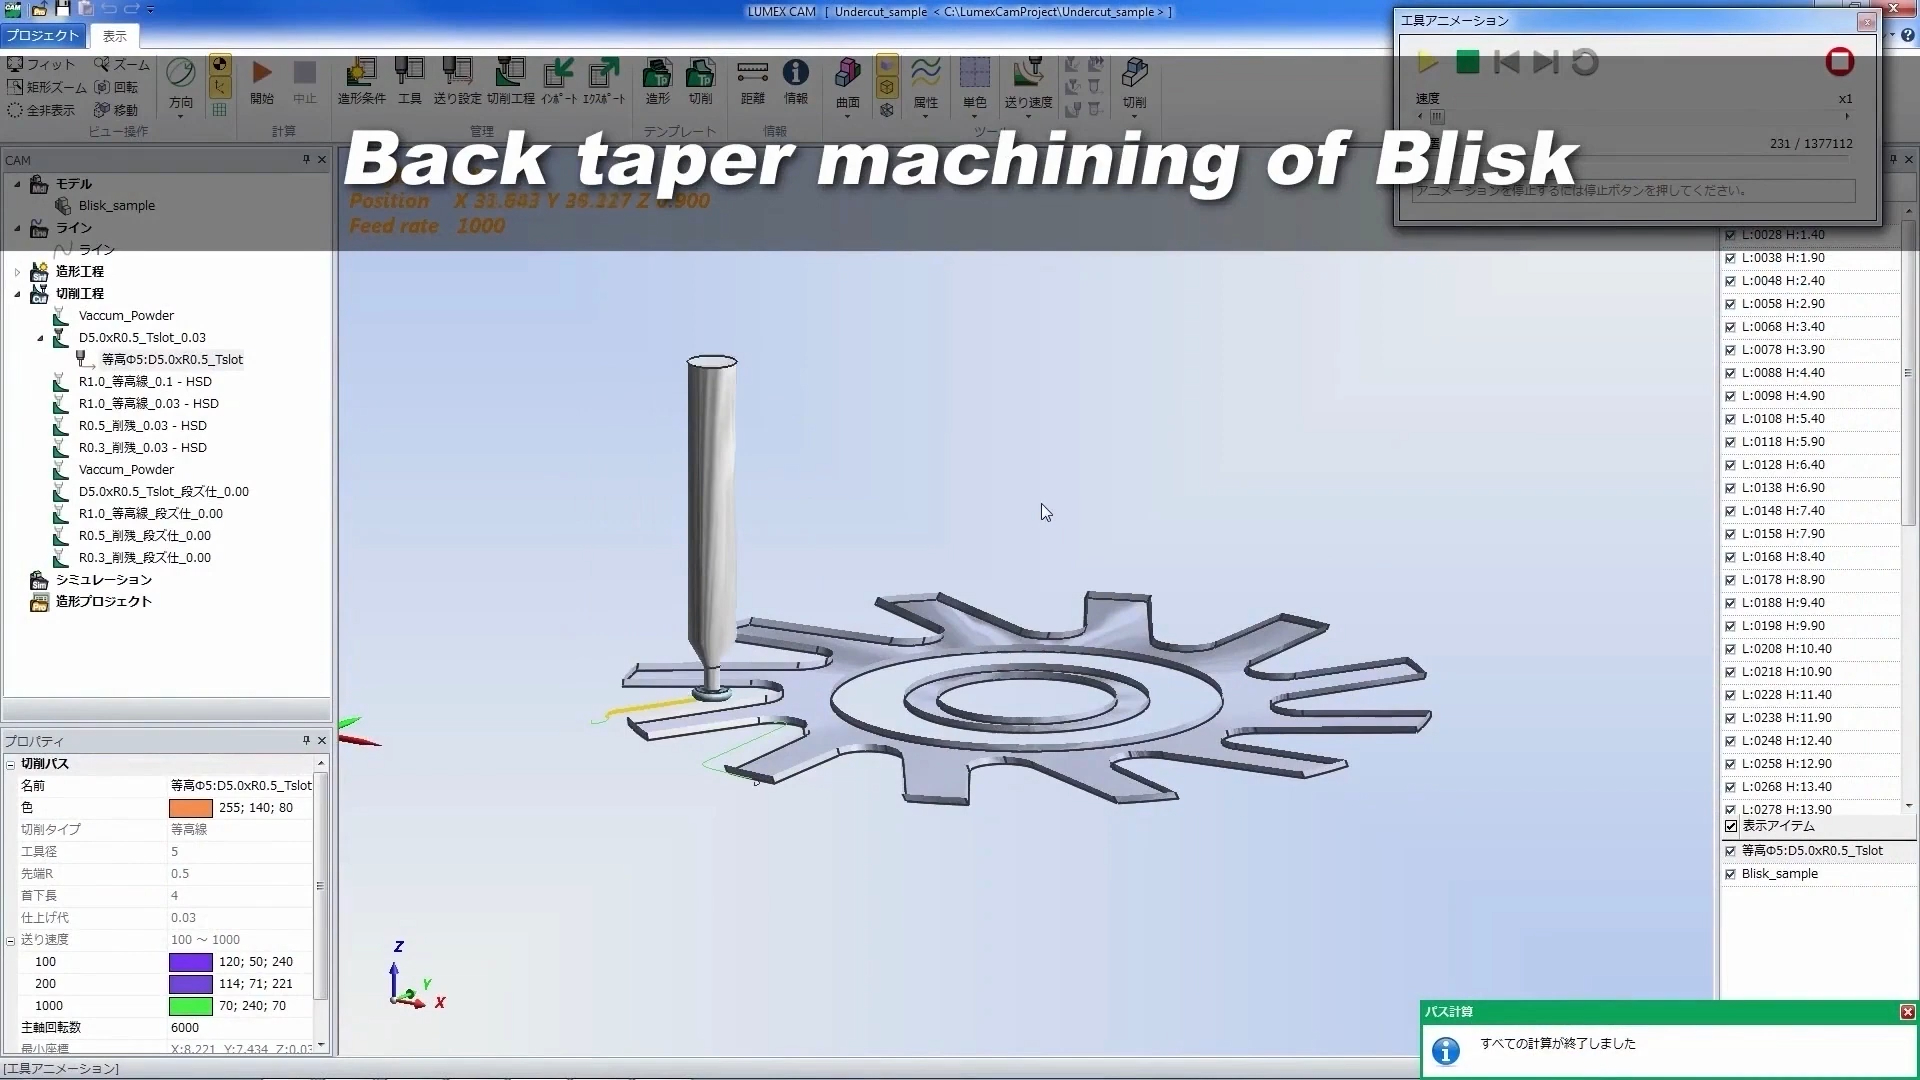 LUMEX CAM [ Undercut_sample < C:\LumexCamProject\Undercut_sample > ]
プロジェクト 表示
フィット ズーム
矩形ズーム 回転
全非表示 移動
ビュー操作
方向
開始 中止
計算
造形条件 工具 送り設定 切削工程 インポート エクスポート
管理
造形 切削
テンプレート
距離 情報
情報
曲面 属性 単色 送り速度 切削
工具アニメーション
速度 x1
231 / 1377112
アニメーションを停止するには停止ボタンを押してください。
Back taper machining of Blisk
Position X 33.843 Y 36.227 Z 0.900
Feed rate 1000
CAM
モデル
Blisk_sample
ライン
ライン
造形工程
切削工程
Vaccum_Powder
D5.0xR0.5_Tslot_0.03
等高Φ5:D5.0xR0.5_Tslot
R1.0_等高線_0.1 - HSD
R1.0_等高線_0.03 - HSD
R0.5_削残_0.03 - HSD
R0.3_削残_0.03 - HSD
Vaccum_Powder
D5.0xR0.5_Tslot_段ズ仕_0.00
R1.0_等高線_段ズ仕_0.00
R0.5_削残_段ズ仕_0.00
R0.3_削残_段ズ仕_0.00
シミュレーション
造形プロジェクト
プロパティ
切削パス
名前 等高Φ5:D5.0xR0.5_Tslot
色 255; 140; 80
切削タイプ 等高線
工具径 5
先端R 0.5
首下長 4
仕上げ代 0.03
送り速度 100 ～ 1000
100 120; 50; 240
200 114; 71; 221
1000 70; 240; 70
主軸回転数 6000
最小座標 X:8.221 Y:7.434 Z:0.03
[工具アニメーション]
Z
Y
X
L:0028 H:1.40
L:0038 H:1.90
L:0048 H:2.40
L:0058 H:2.90
L:0068 H:3.40
L:0078 H:3.90
L:0088 H:4.40
L:0098 H:4.90
L:0108 H:5.40
L:0118 H:5.90
L:0128 H:6.40
L:0138 H:6.90
L:0148 H:7.40
L:0158 H:7.90
L:0168 H:8.40
L:0178 H:8.90
L:0188 H:9.40
L:0198 H:9.90
L:0208 H:10.40
L:0218 H:10.90
L:0228 H:11.40
L:0238 H:11.90
L:0248 H:12.40
L:0258 H:12.90
L:0268 H:13.40
L:0278 H:13.90
表示アイテム
等高Φ5:D5.0xR0.5_Tslot
Blisk_sample
パス計算
すべての計算が終了しました